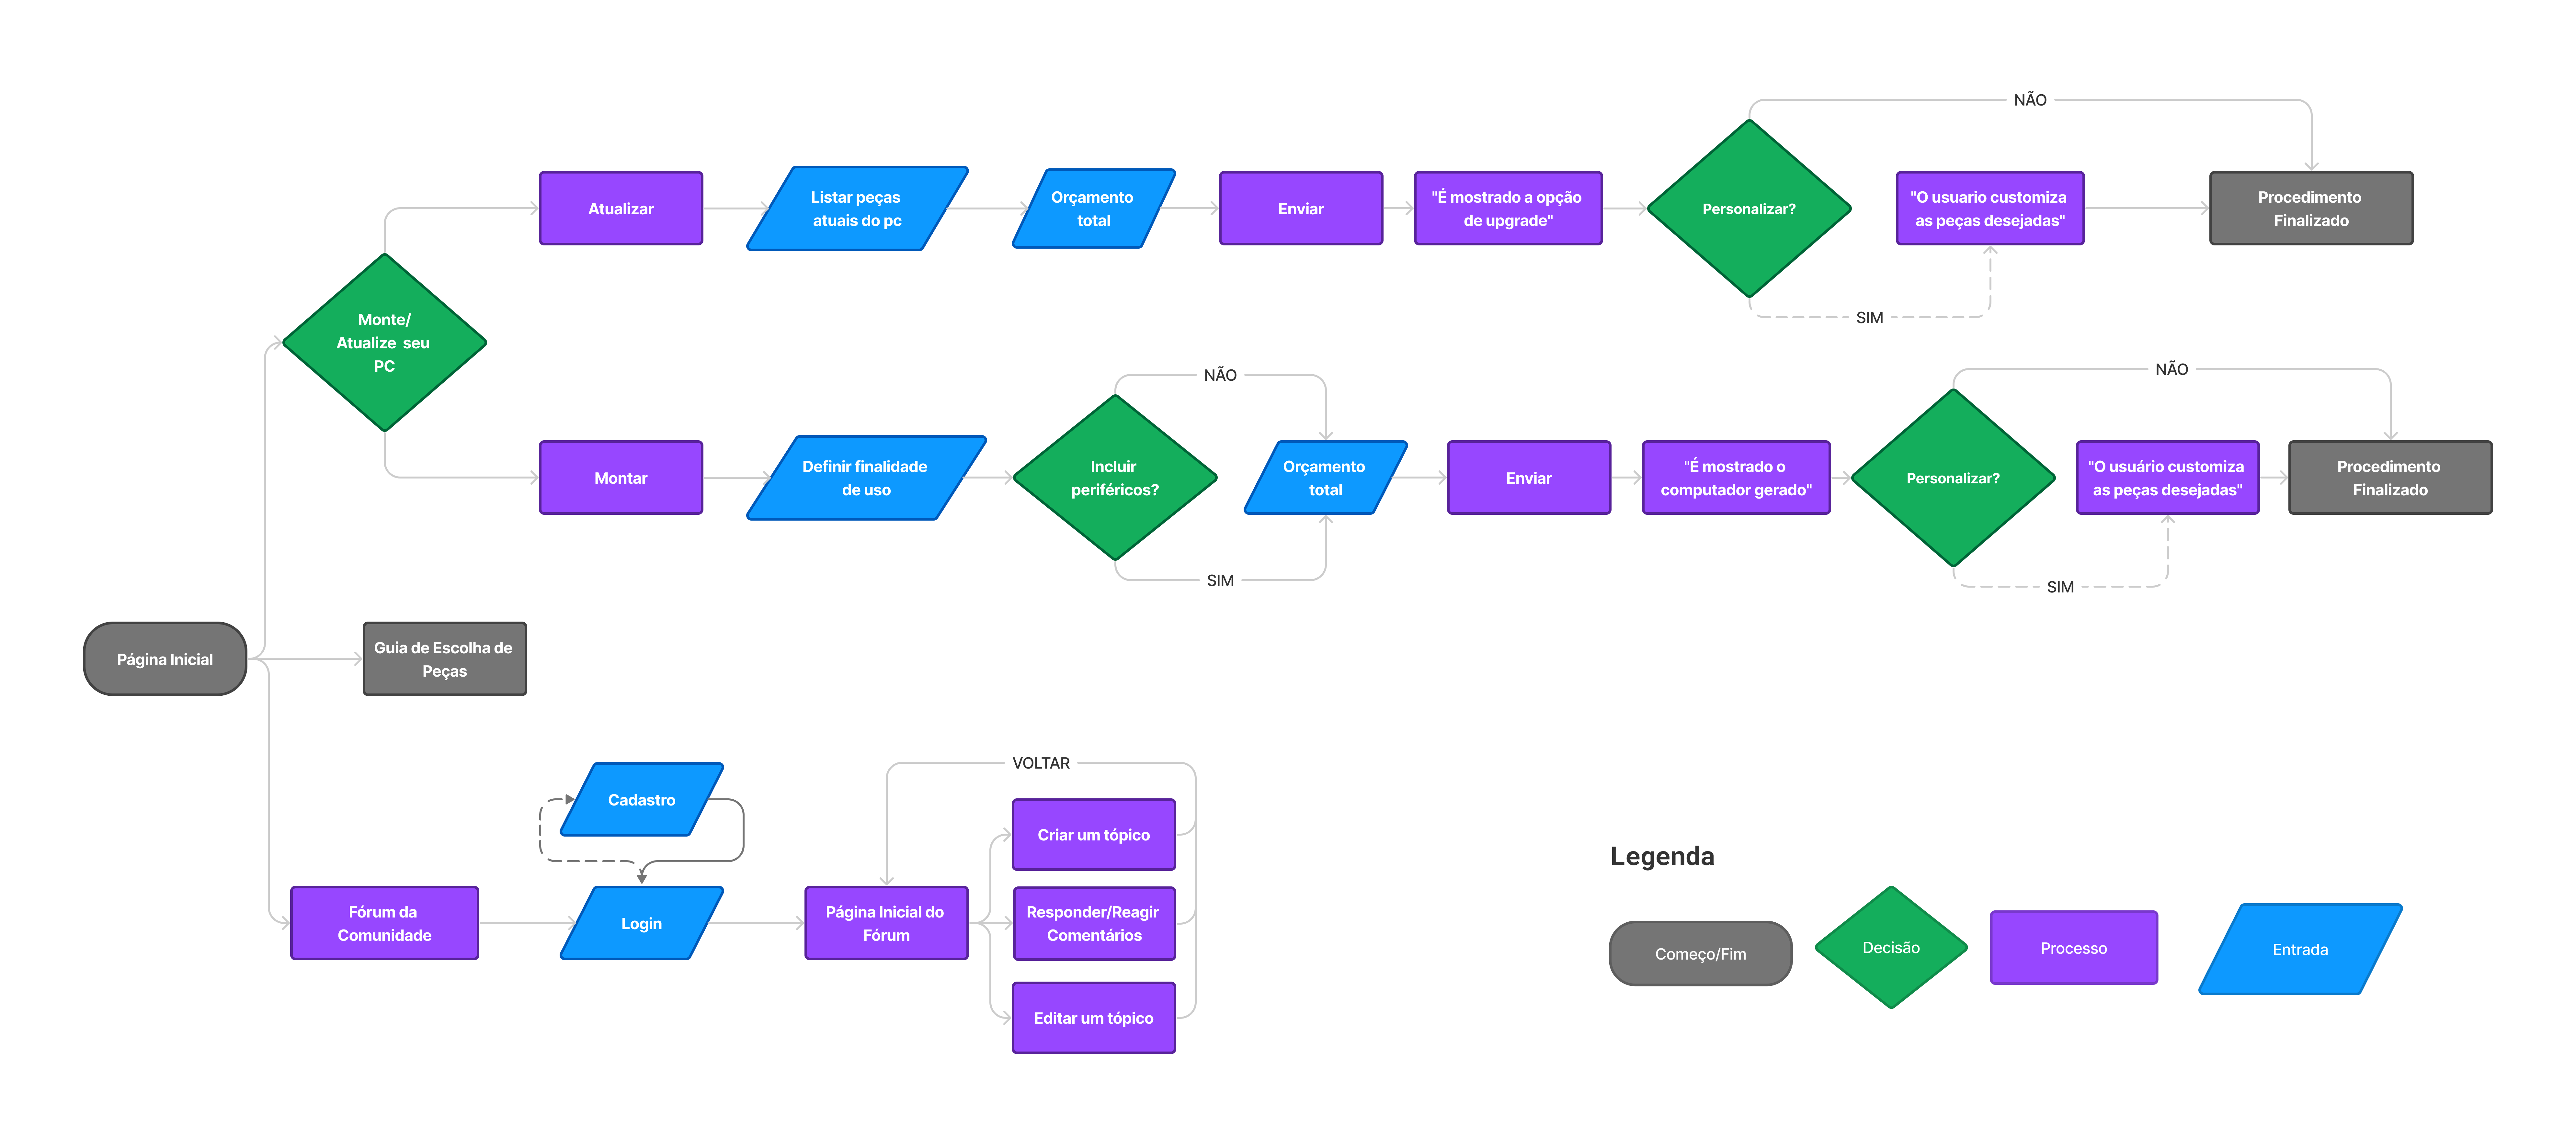 NÃO
Atualizar
Listar peças
atuais do pc
Orçamento
total
Enviar
"É mostrado a opção
de upgrade"
Personalizar?
"O usuario customiza
as peças desejadas"
Procedimento
Finalizado
SIM
Monte/
Atualize seu
PC
NÃO
NÃO
Montar
Definir finalidade
de uso
Incluir
periféricos?
Orçamento
total
Enviar
"É mostrado o
computador gerado"
Personalizar?
"O usuário customiza
as peças desejadas"
Procedimento
Finalizado
SIM
SIM
Página Inicial
Guia de Escolha de
Peças
VOLTAR
Cadastro
Criar um tópico
Fórum da
Comunidade
Login
Página Inicial do
Fórum
Responder/Reagir
Comentários
Editar um tópico
Legenda
Começo/Fim
Decisão
Processo
Entrada